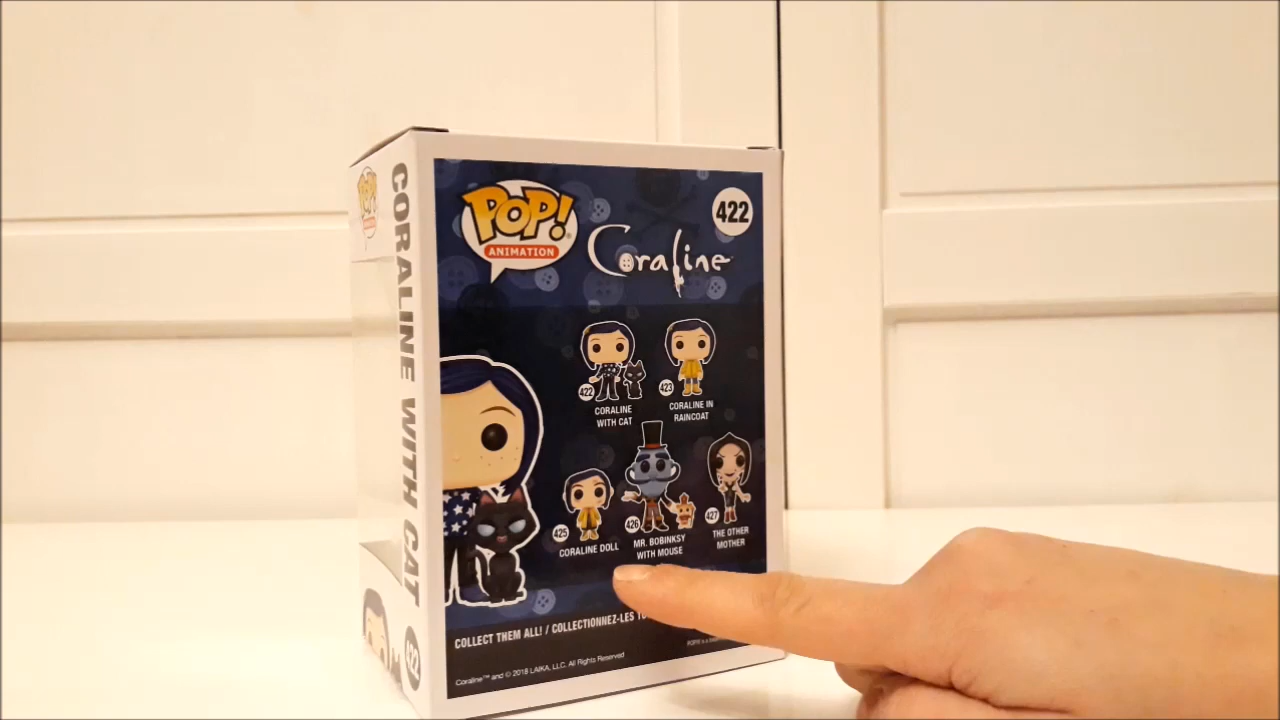 POP!
ANIMATION
CORALINE WITH CAT
422
POP!
ANIMATION
Coraline
422
422
CORALINE
WITH CAT
423
CORALINE IN
RAINCOAT
425
CORALINE DOLL
426
MR. BOBINKSY
WITH MOUSE
427
THE OTHER
MOTHER
COLLECT THEM ALL! / COLLECTIONNEZ-LES
Coraline™ and © 2018 LAIKA, LLC. All Rights Reserved